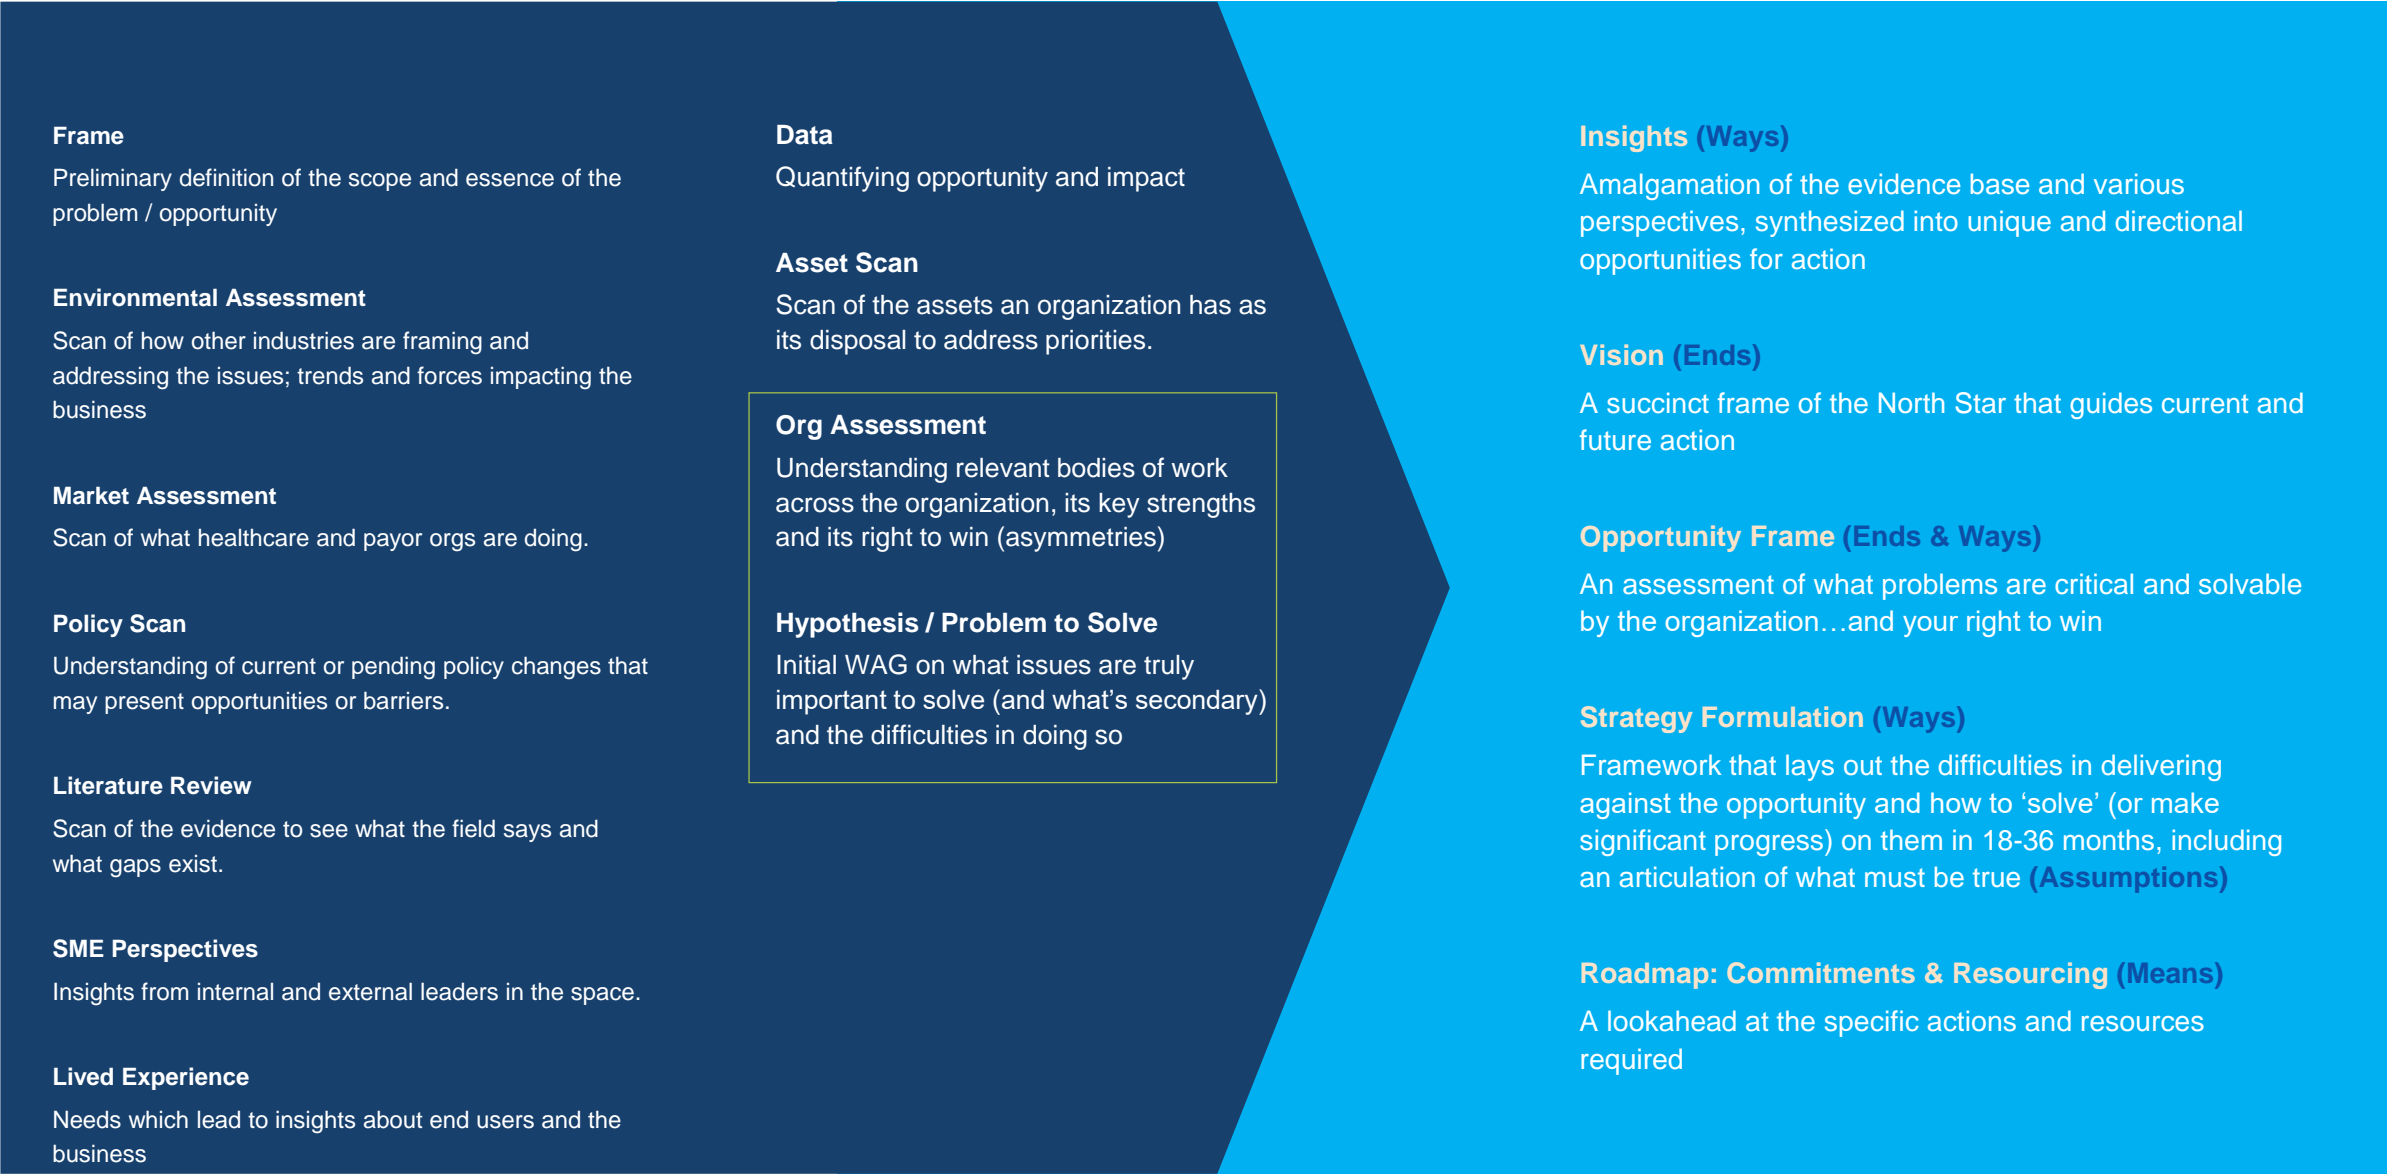 Frame
Preliminary definition of the scope and essence of the
problem / opportunity
Environmental Assessment
Scan of how other industries are framing and
addressing the issues; trends and forces impacting the
business
Market Assessment
Scan of what healthcare and payor orgs are doing.
Policy Scan
Understanding of current or pending policy changes that
may present opportunities or barriers.
Literature Review
Scan of the evidence to see what the field says and
what gaps exist.
SME Perspectives
Insights from internal and external leaders in the space.
Lived Experience
Needs which lead to insights about end users and the
business
Data
Quantifying opportunity and impact
Asset Scan
Scan of the assets an organization has as
its disposal to address priorities.
Org Assessment
Understanding relevant bodies of work
across the organization, its key strengths
and its right to win (asymmetries)
Hypothesis / Problem to Solve
Initial WAG on what issues are truly
important to solve (and what’s secondary)
and the difficulties in doing so
Insights (Ways)
Amalgamation of the evidence base and various
perspectives, synthesized into unique and directional
opportunities for action
Vision (Ends)
A succinct frame of the North Star that guides current and
future action
Opportunity Frame (Ends & Ways)
An assessment of what problems are critical and solvable
by the organization…and your right to win
Strategy Formulation (Ways)
Framework that lays out the difficulties in delivering
against the opportunity and how to ‘solve’ (or make
significant progress) on them in 18-36 months, including
an articulation of what must be true (Assumptions)
Roadmap: Commitments & Resourcing (Means)
A lookahead at the specific actions and resources
required